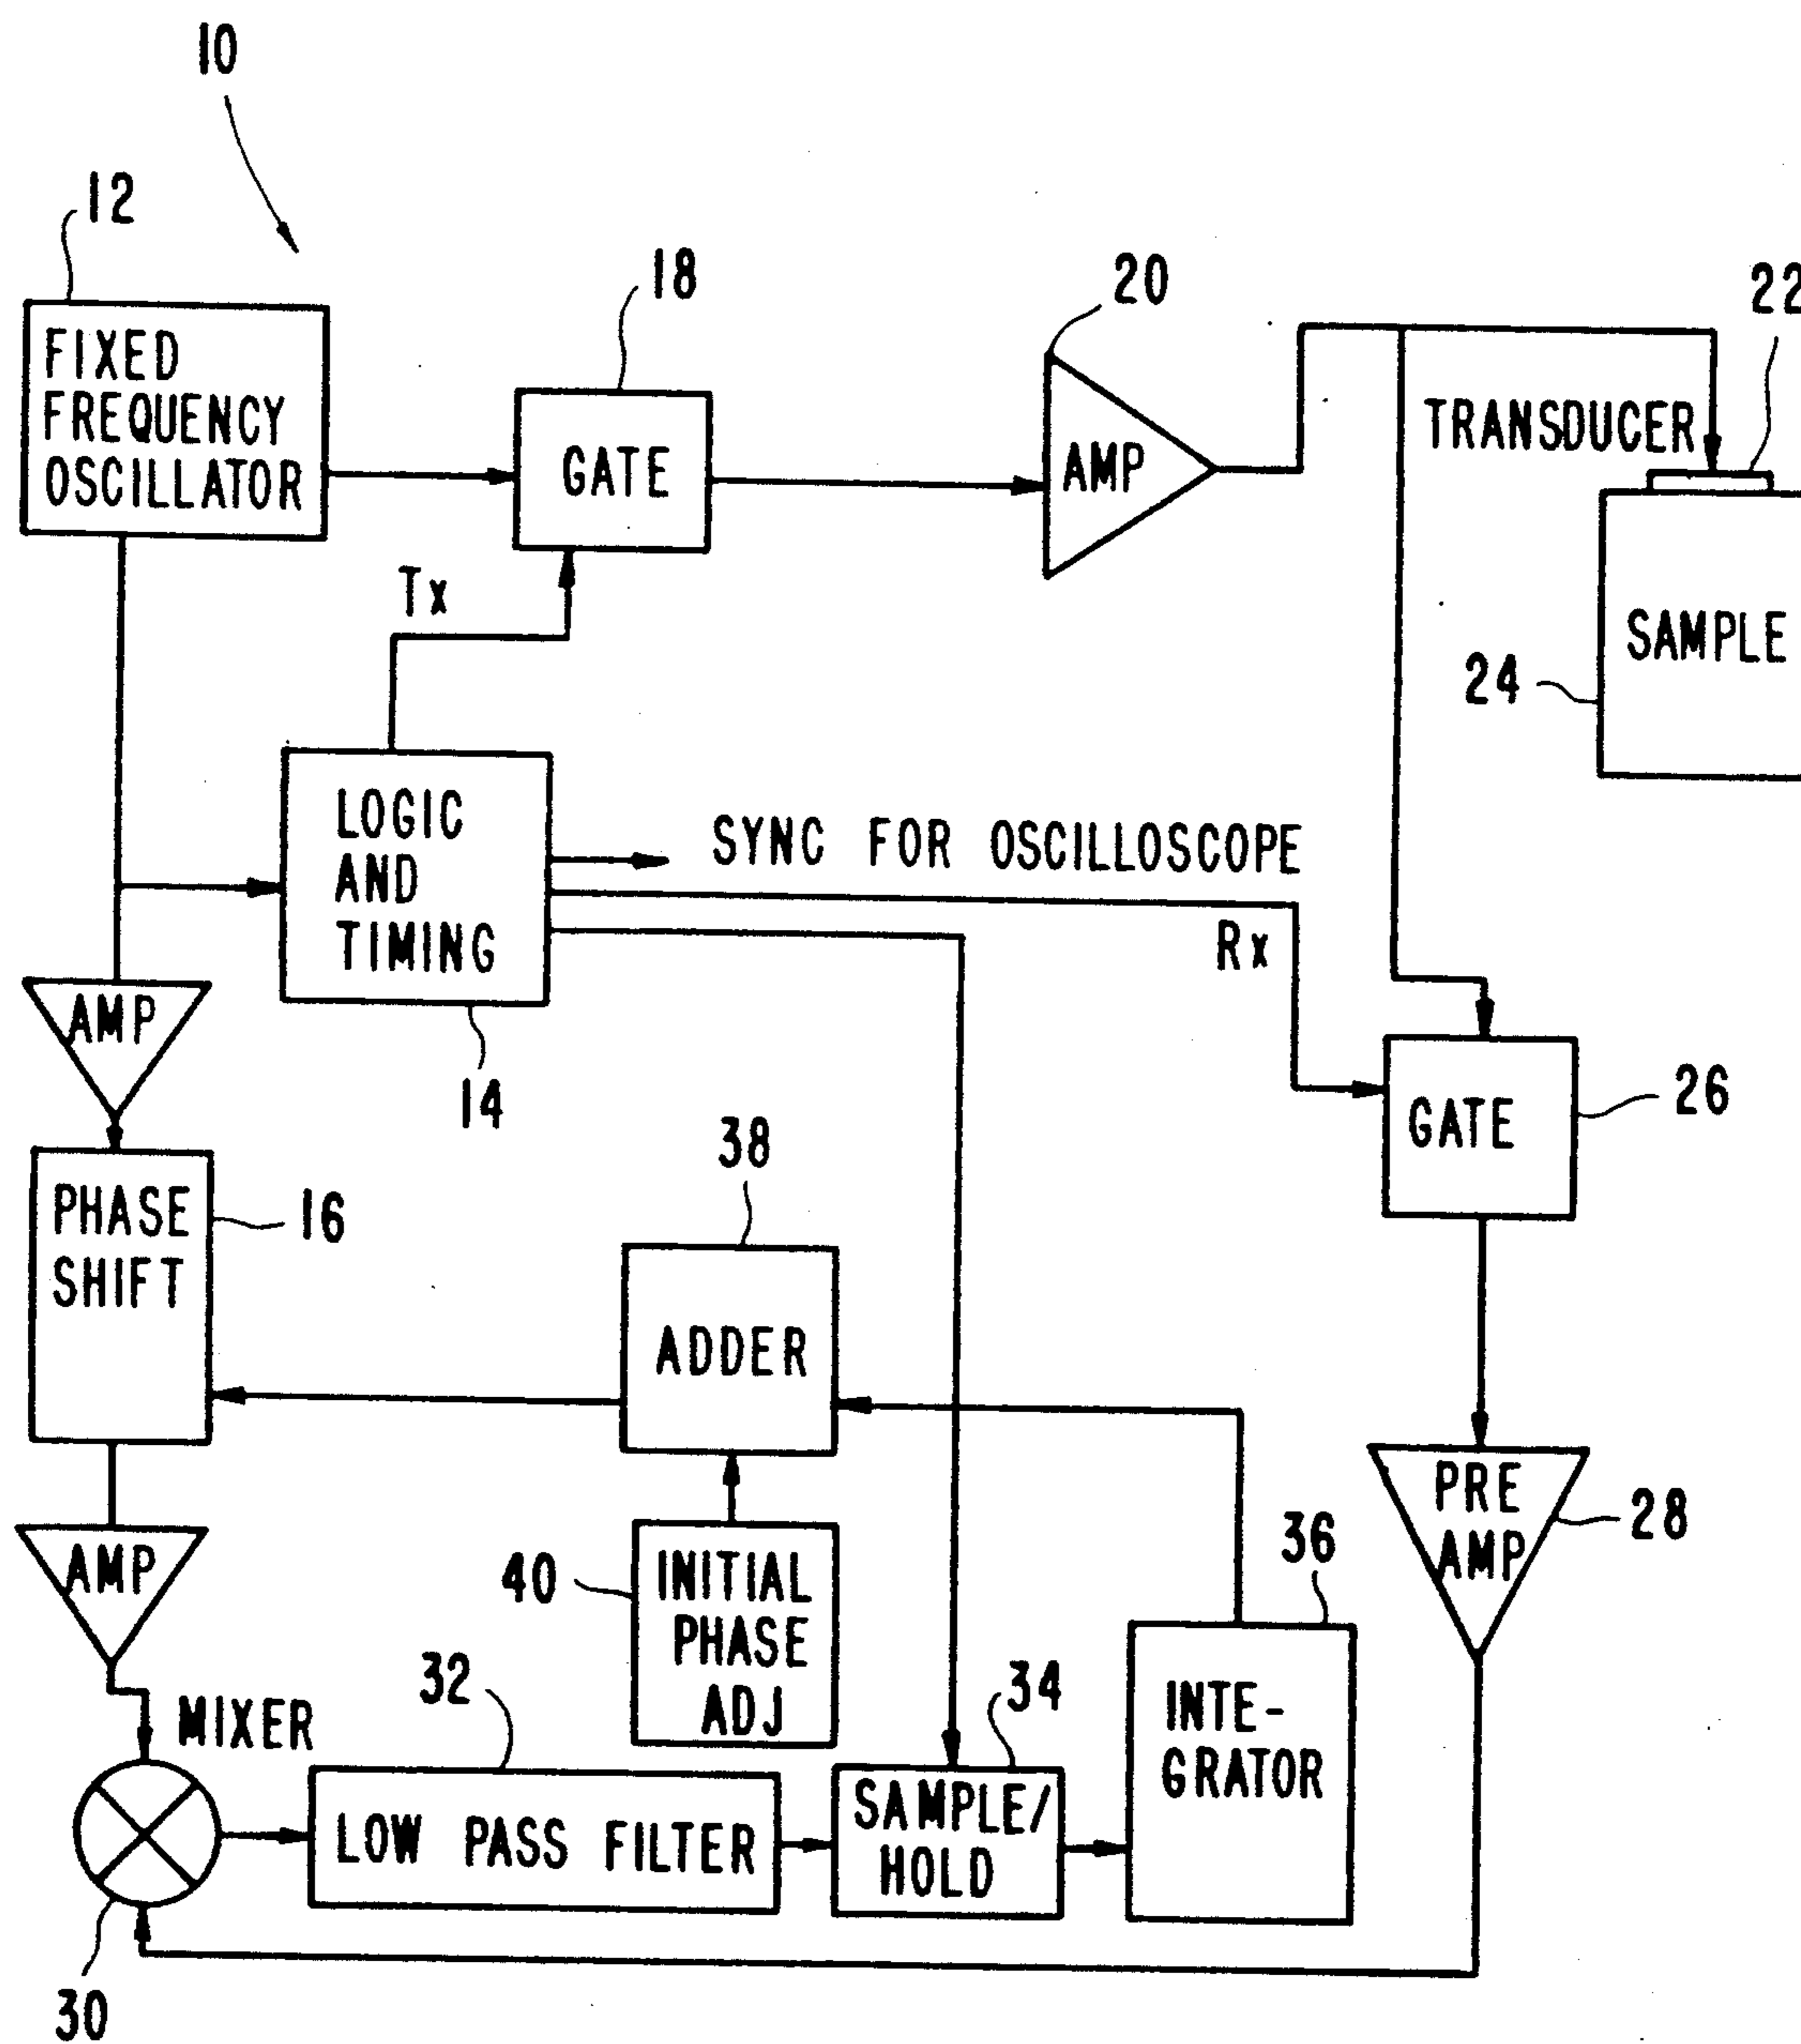 10
12
18
20
22
FIXED
FREQUENCY
OSCILLATOR
GATE
AMP
TRANSDUCER
Tx
SAMPLE
24
LOGIC
AND
TIMING
SYNC FOR OSCILLOSCOPE
Rx
AMP
14
GATE
26
38
PHASE
SHIFT
16
ADDER
PRE
AMP
28
36
AMP
40
INITIAL
PHASE
ADJ
32
34
MIXER
INTE-
GRATOR
LOW PASS FILTER
SAMPLE/
HOLD
30